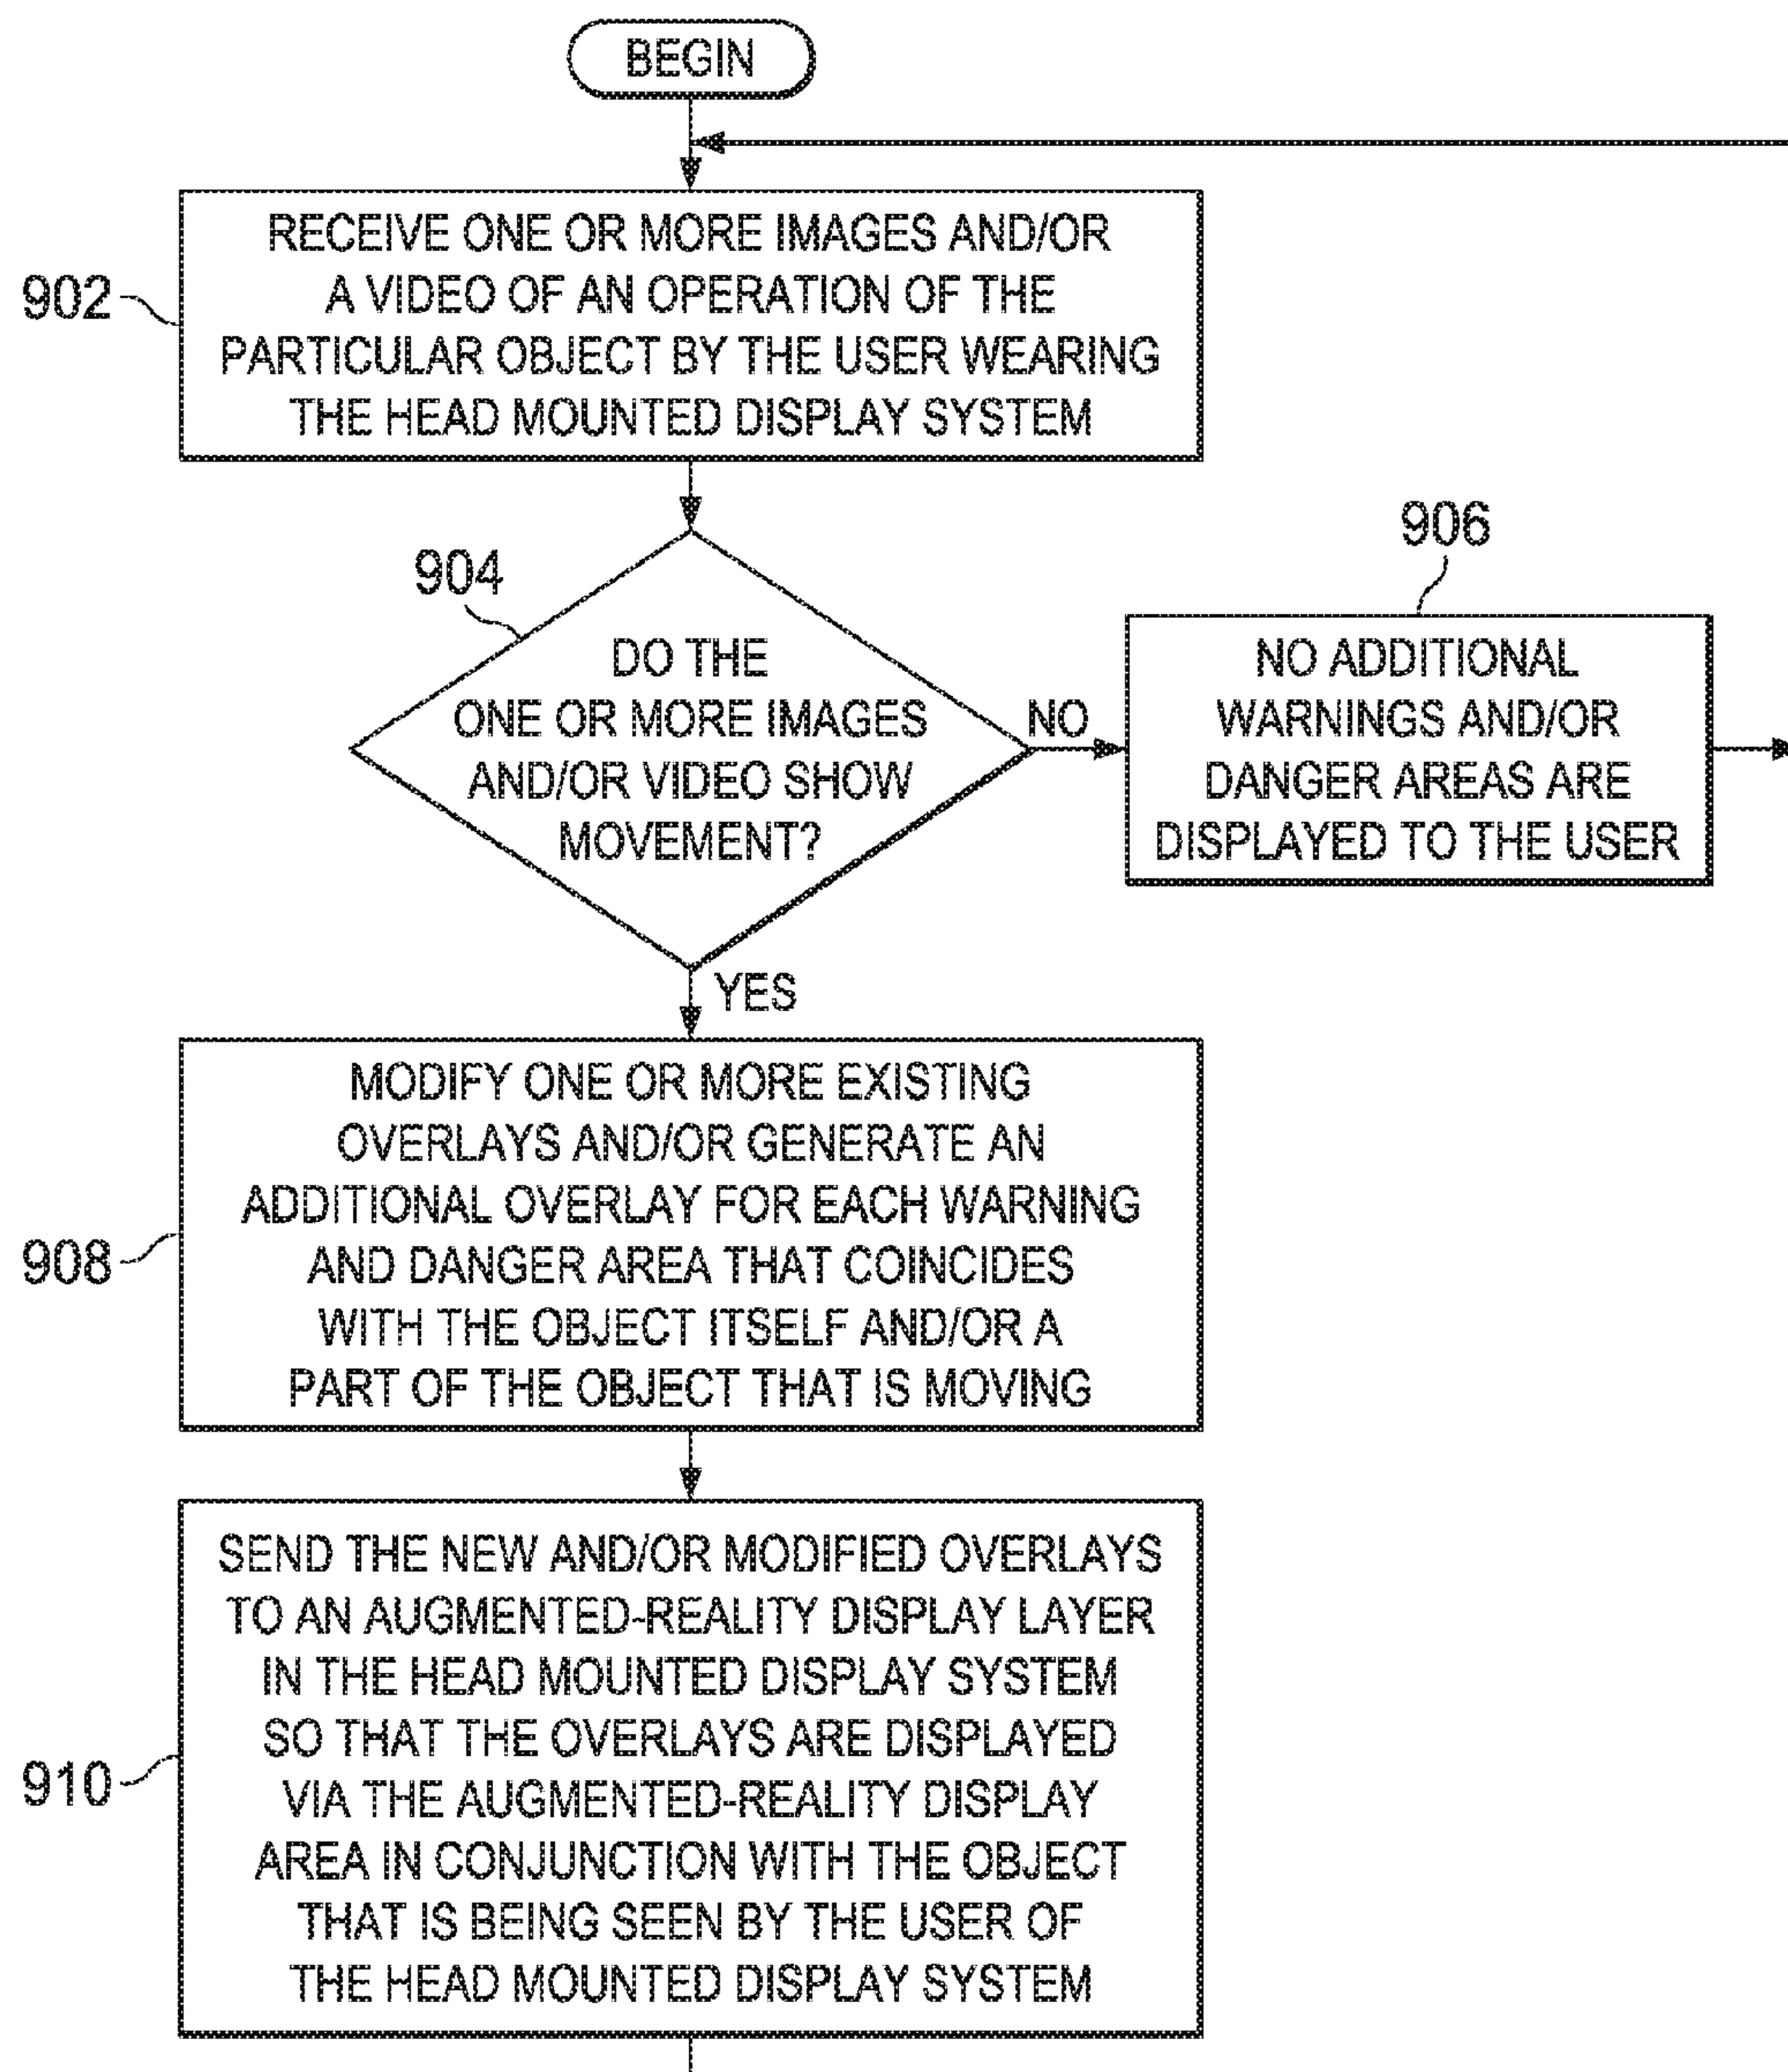 BEGIN
902
RECEIVE ONE OR MORE IMAGES AND/OR
A VIDEO OF AN OPERATION OF THE
PARTICULAR OBJECT BY THE USER WEARING
THE HEAD MOUNTED DISPLAY SYSTEM
904
DO THE
ONE OR MORE IMAGES
AND/OR VIDEO SHOW
MOVEMENT?
NO
906
NO ADDITIONAL
WARNINGS AND/OR
DANGER AREAS ARE
DISPLAYED TO THE USER
YES
908
MODIFY ONE OR MORE EXISTING
OVERLAYS AND/OR GENERATE AN
ADDITIONAL OVERLAY FOR EACH WARNING
AND DANGER AREA THAT COINCIDES
WITH THE OBJECT ITSELF AND/OR A
PART OF THE OBJECT THAT IS MOVING
910
SEND THE NEW AND/OR MODIFIED OVERLAYS
TO AN AUGMENTED-REALITY DISPLAY LAYER
IN THE HEAD MOUNTED DISPLAY SYSTEM
SO THAT THE OVERLAYS ARE DISPLAYED
VIA THE AUGMENTED-REALITY DISPLAY
AREA IN CONJUNCTION WITH THE OBJECT
THAT IS BEING SEEN BY THE USER OF
THE HEAD MOUNTED DISPLAY SYSTEM